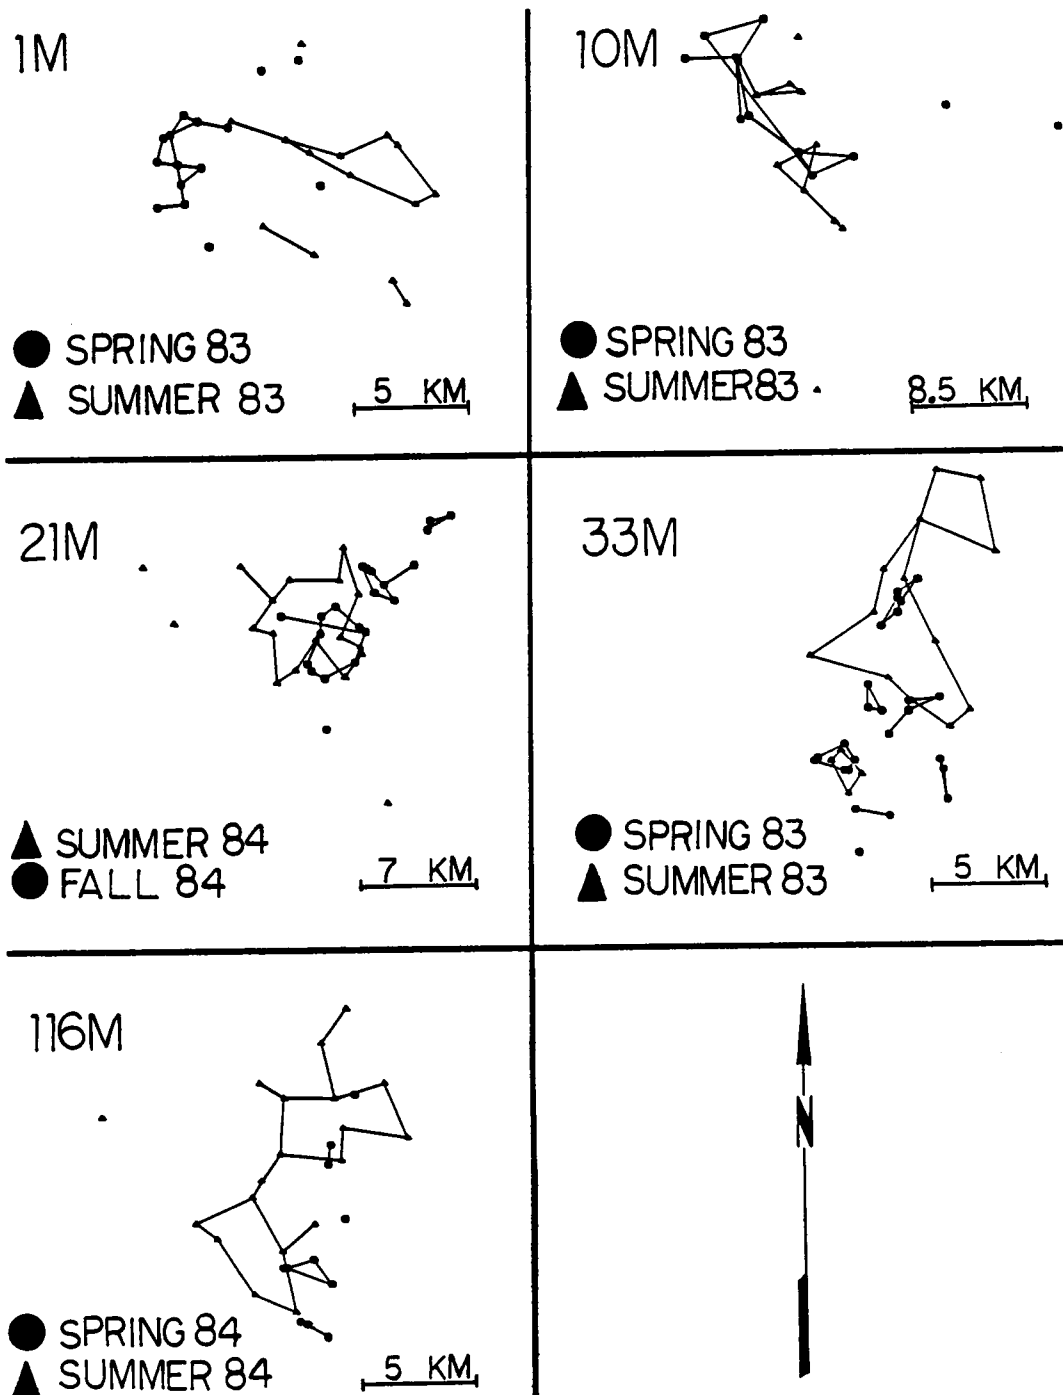 1M
● SPRING 83
▲ SUMMER 83
5 KM
10M
● SPRING 83
▲ SUMMER83
8.5 KM
21M
▲ SUMMER 84
● FALL 84
7 KM
33M
● SPRING 83
▲ SUMMER 83
5 KM
116M
● SPRING 84
▲ SUMMER 84
5 KM
N